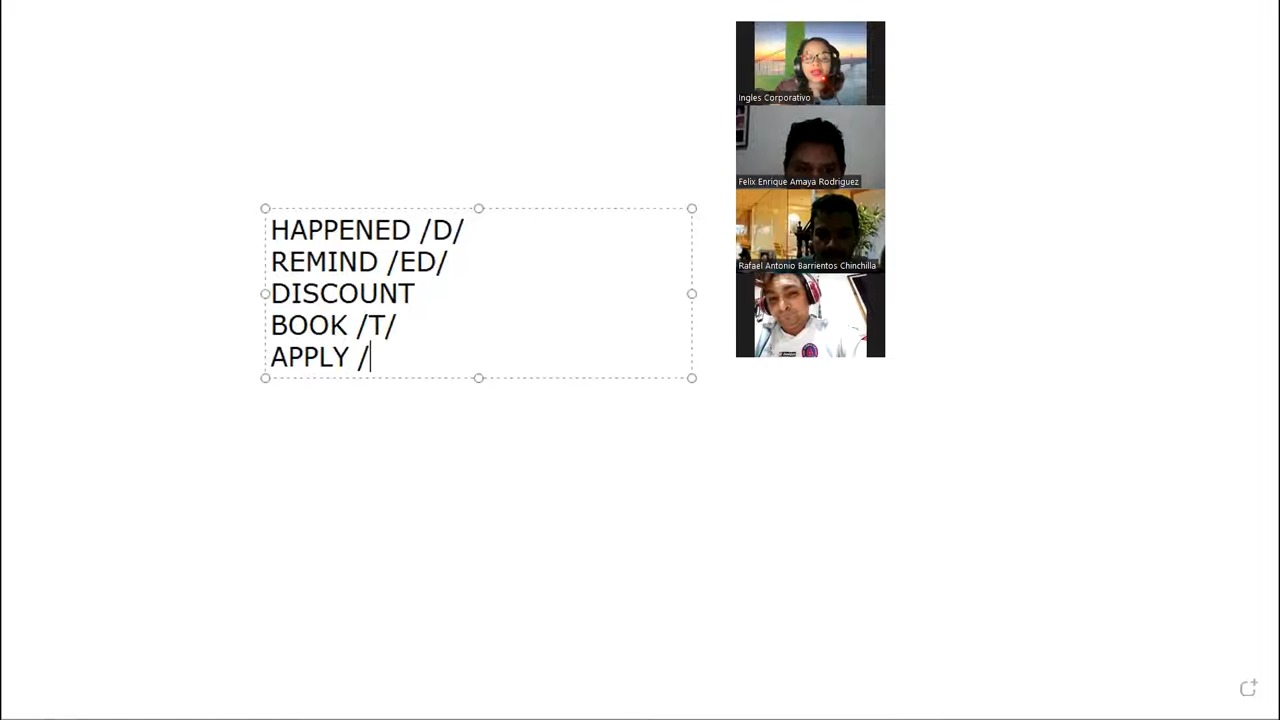 Ingles Corporativo
Felix Enrique Amaya Rodriguez
Rafael Antonio Barrientos Chinchilla
HAPPENED /D/
REMIND /ED/
DISCOUNT
BOOK /T/
APPLY /